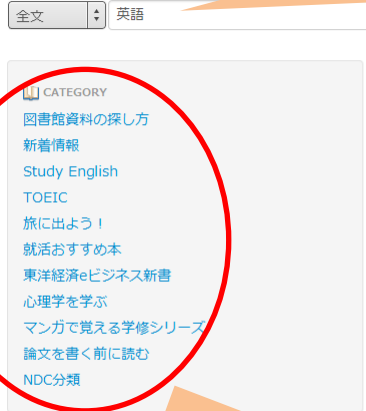 全文 英語
CATEGORY
図書館資料の探し方
新着情報
Study English
TOEIC
旅に出よう！
就活おすすめ本
東洋経済eビジネス新書
心理学を学ぶ
マンガで覚える学修シリーズ
論文を書く前に読む
NDC分類